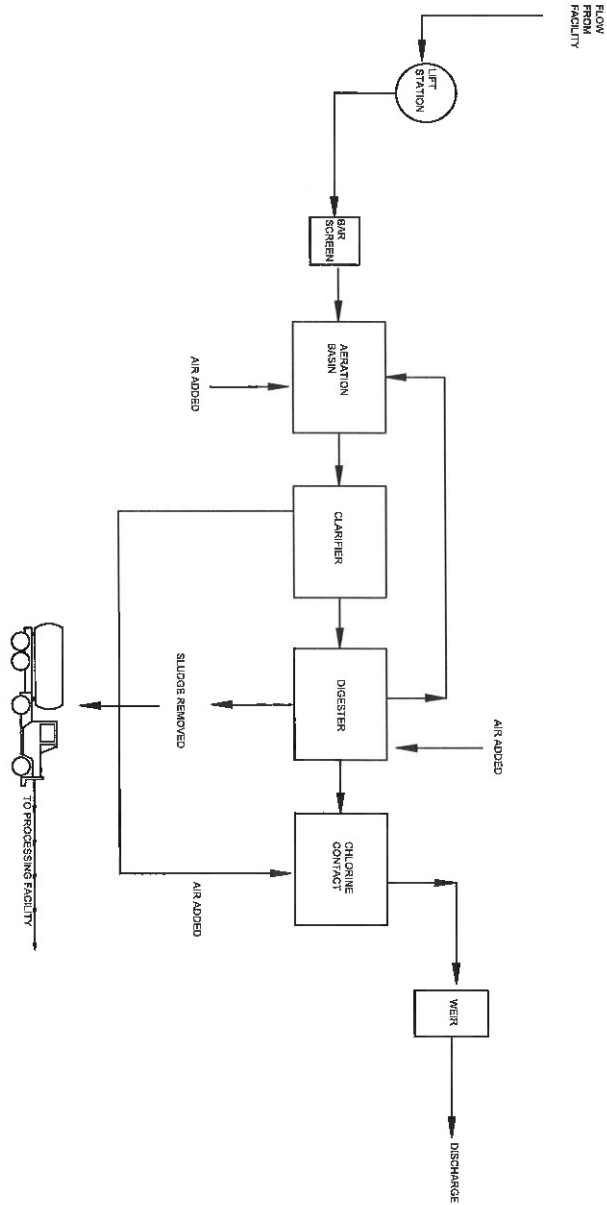 FLOW
FROM
FACILITY
LIFT
STATION
BAR
SCREEN
AERATION
BASIN
AIR ADDED
CLARIFIER
DIGESTER
AIR ADDED
SLUDGE REMOVED
TO PROCESSING FACILITY
CHLORINE
CONTACT
AIR ADDED
WEIR
DISCHARGE